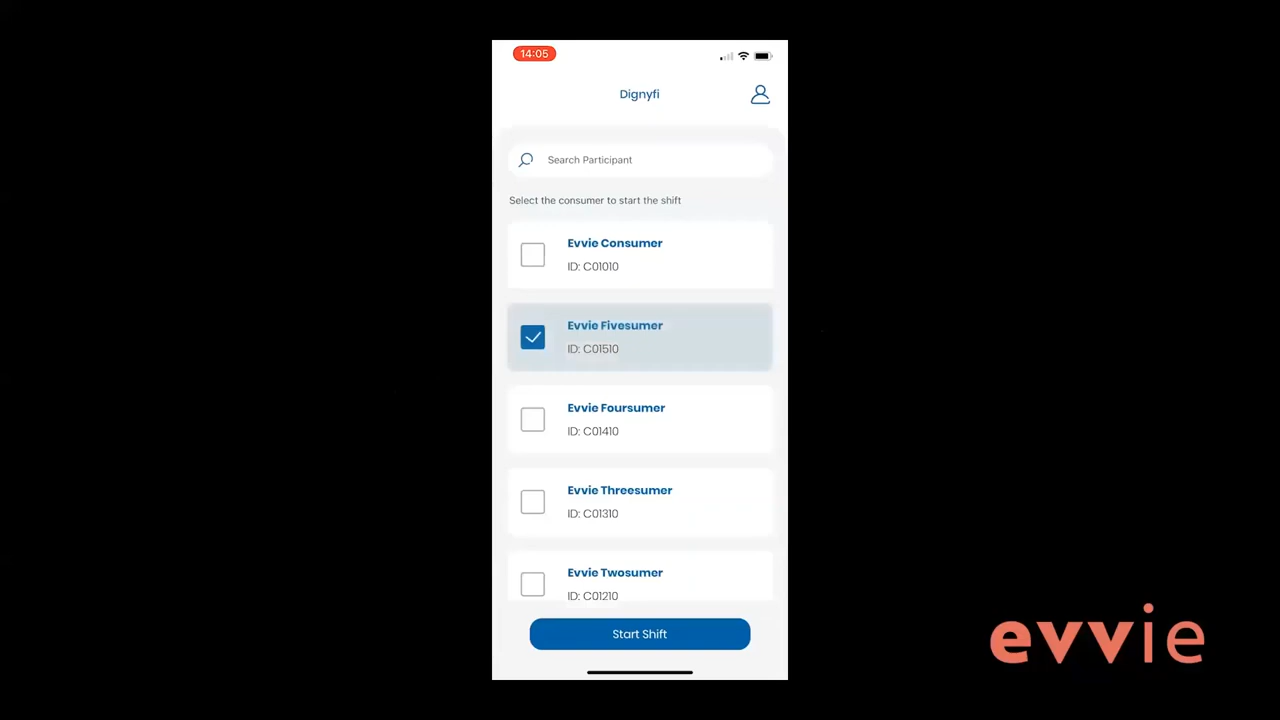 14:05
Dignyfi
Search Participant
Select the consumer to start the shift
Evvie Consumer
ID: C01010
Evvie Fivesumer
ID: C01510
Evvie Foursumer
ID: C01410
Evvie Threesumer
ID: C01310
Evvie Twosumer
ID: C01210
Start Shift
evvie